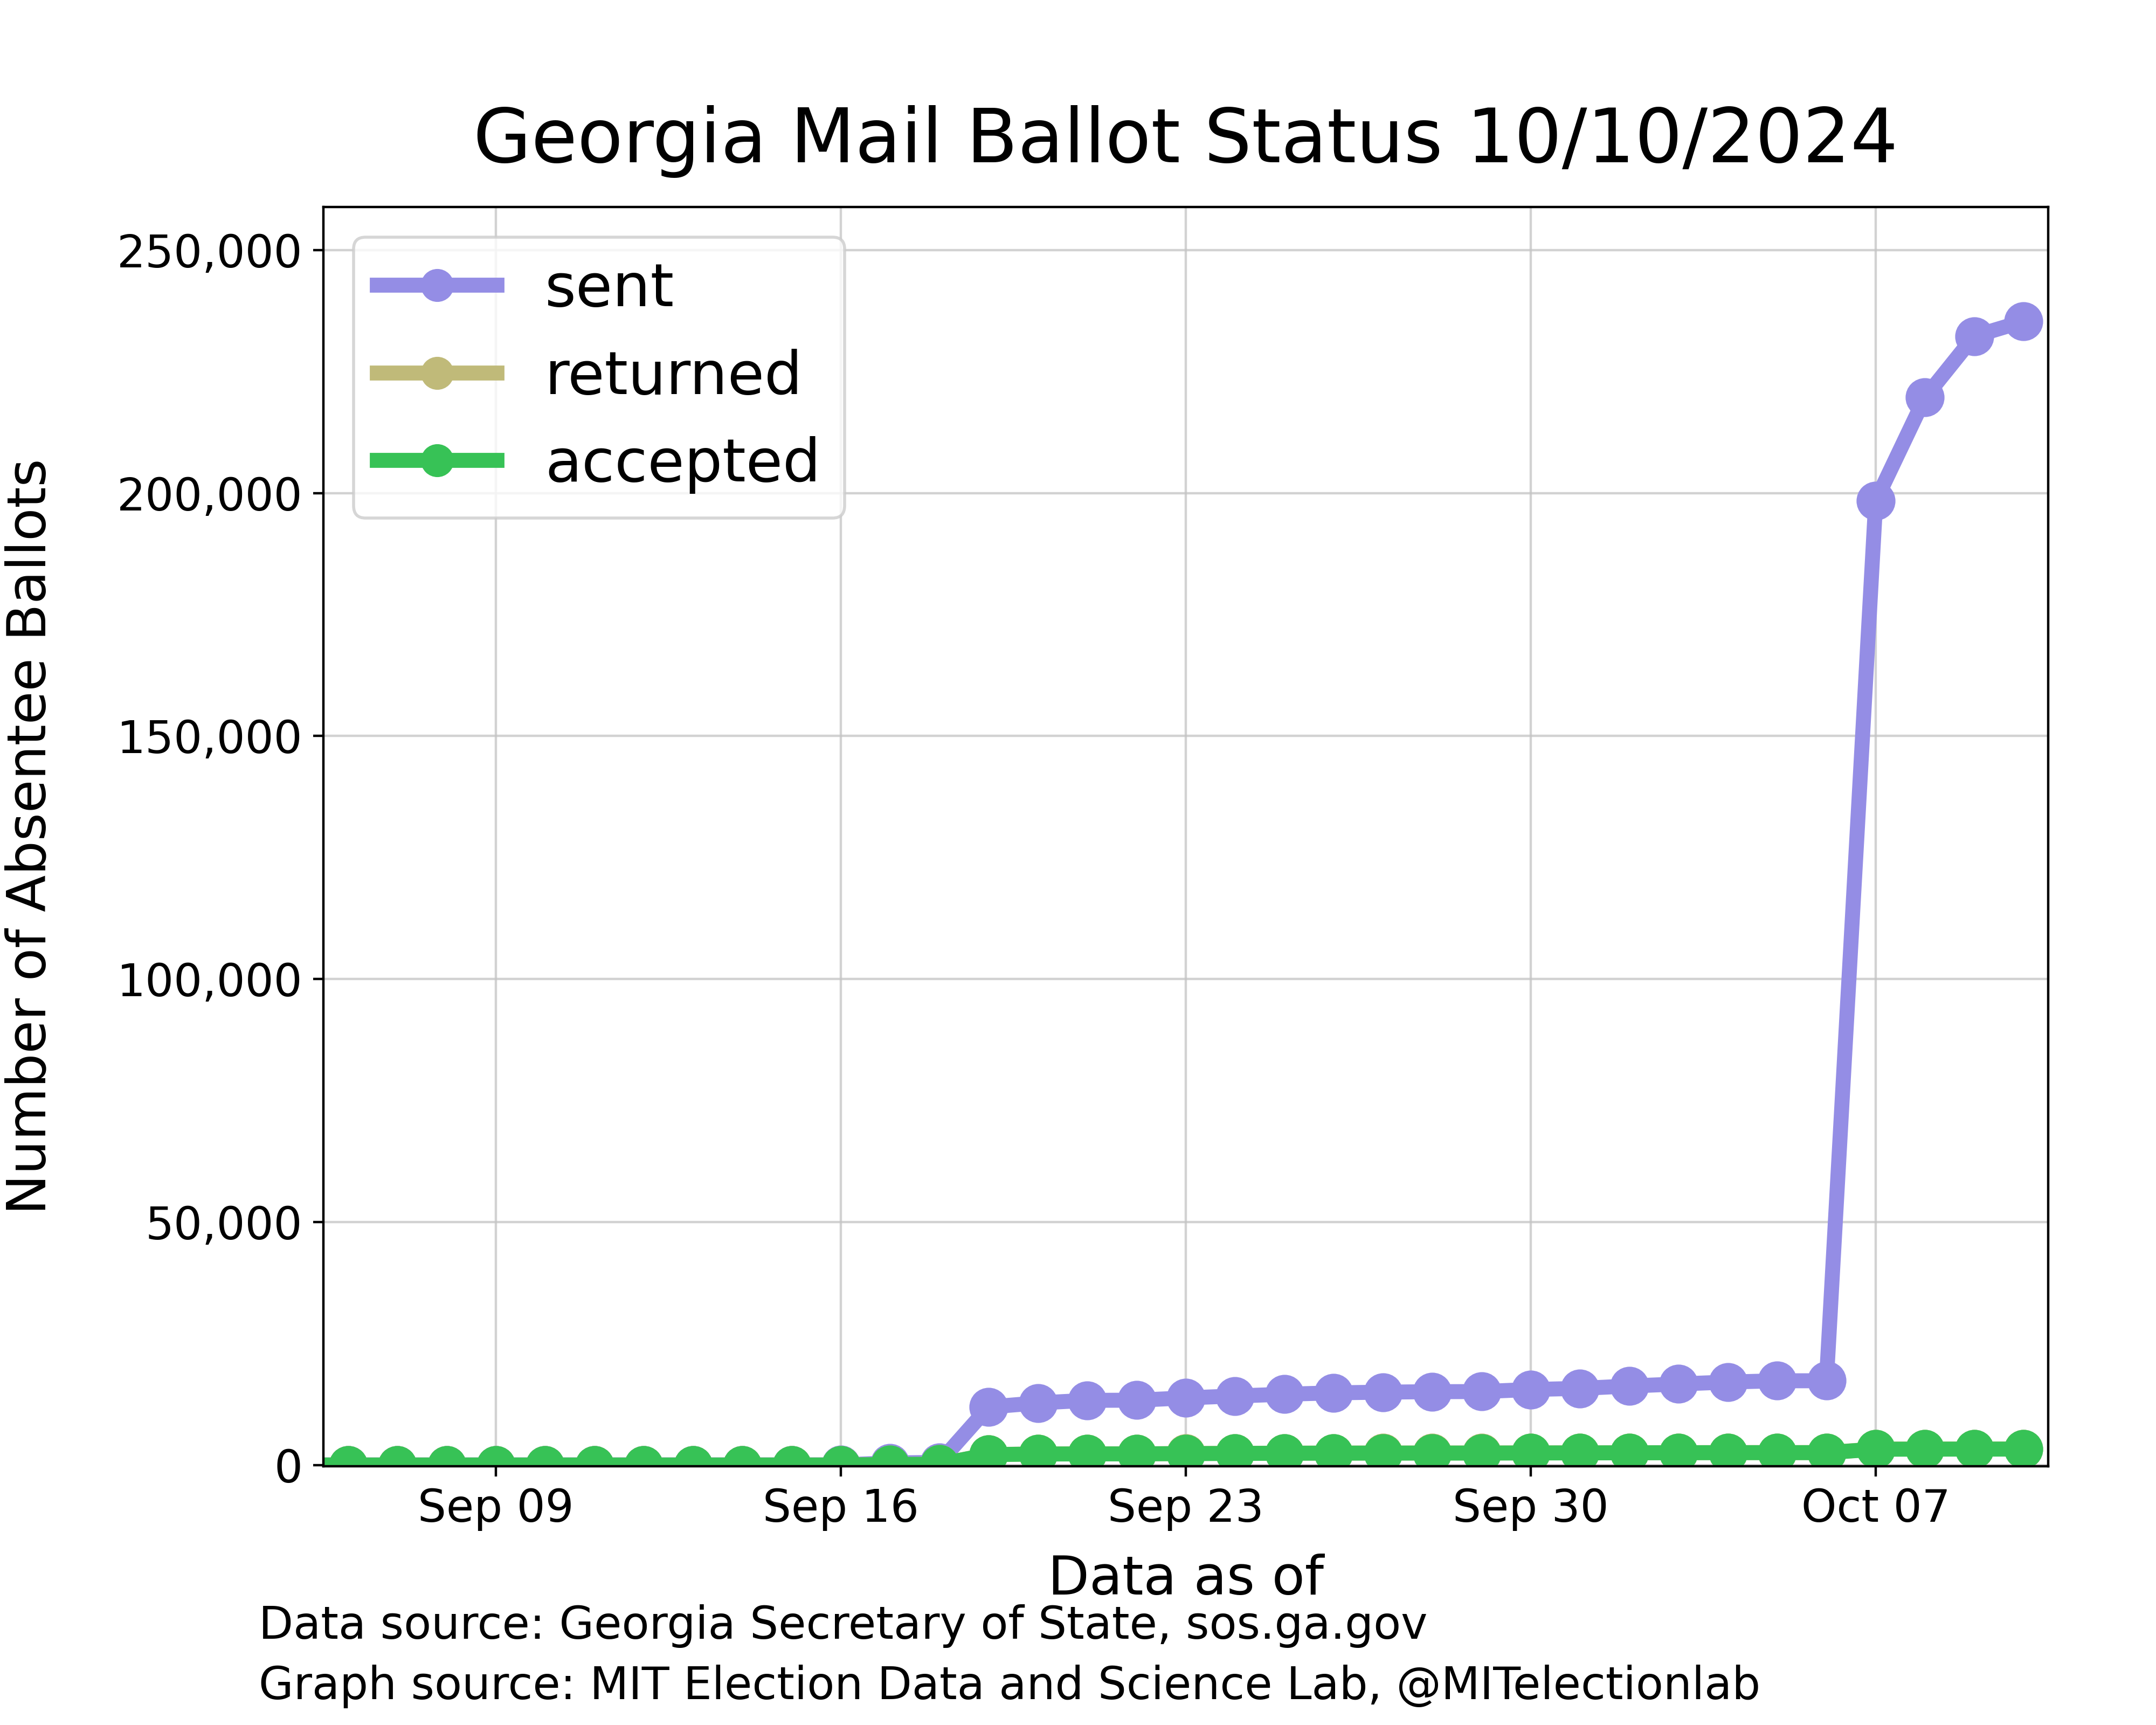 Georgia Mail Ballot Status 10/10/2024
250,000
200,000
150,000
100,000
50,000
0
Number of Absentee Ballots
sent
returned
accepted
Sep 09
Sep 16
Sep 23
Sep 30
Oct 07
Data as of
Data source: Georgia Secretary of State, sos.ga.gov
Graph source: MIT Election Data and Science Lab, @MITelectionlab